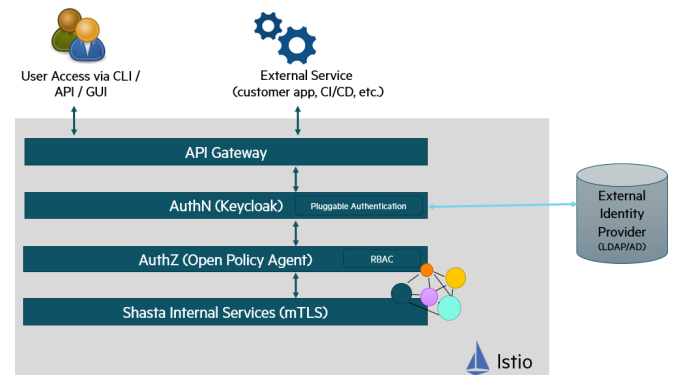 User Access via CLI /
API / GUI
External Service
(customer app, CI/CD, etc.)
API Gateway
AuthN (Keycloak)
Pluggable Authentication
External
Identity
Provider
(LDAP/AD)
AuthZ (Open Policy Agent)
RBAC
Shasta Internal Services (mTLS)
Istio